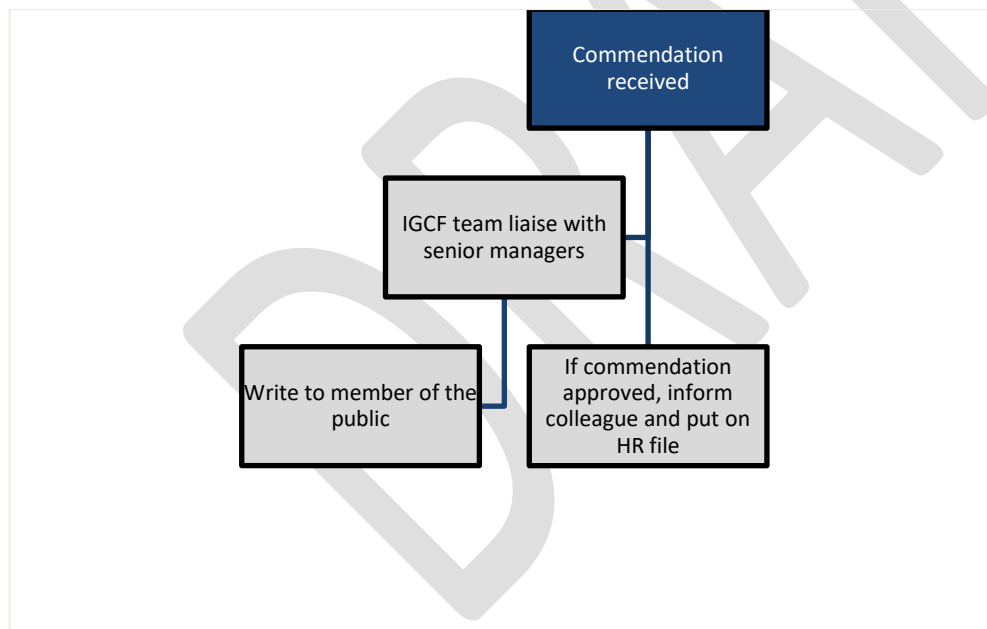 Commendation
received
IGCF team liaise with
senior managers
Write to member of the
public
If commendation
approved, inform
colleague and put on
HR file